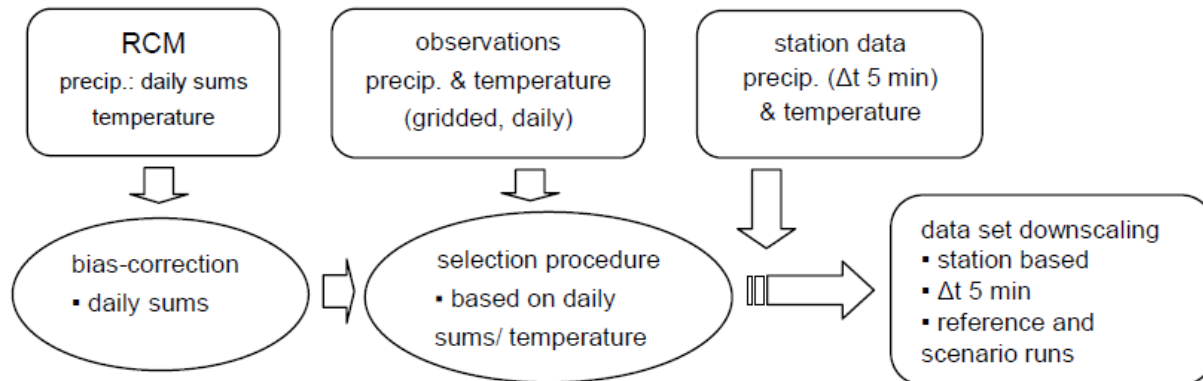 RCM
precip.: daily sums
temperature
observations
precip. & temperature
(gridded, daily)
station data
precip. (Δt 5 min)
& temperature
bias-correction
▪ daily sums
selection procedure
▪ based on daily
sums/ temperature
data set downscaling
▪ station based
▪ Δt 5 min
▪ reference and
scenario runs